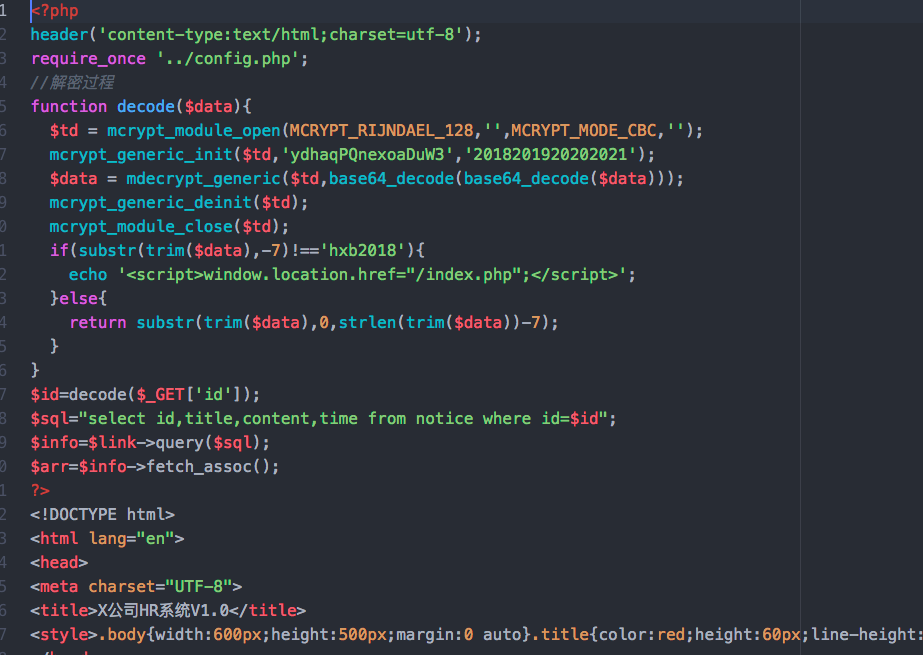 1 <?php
2 header('content-type:text/html;charset=utf-8');
3 require_once '../config.php';
4 //解密过程
5 function decode($data){
6 $td = mcrypt_module_open(MCRYPT_RIJNDAEL_128,'',MCRYPT_MODE_CBC,'');
7 mcrypt_generic_init($td,'ydhaqPQnexoaDuW3','2018201920202021');
8 $data = mdecrypt_generic($td,base64_decode(base64_decode($data)));
9 mcrypt_generic_deinit($td);
0 mcrypt_module_close($td);
1 if(substr(trim($data),-7)!=='hxb2018'){
2 echo '<script>window.location.href="/index.php";</script>';
3 }else{
4 return substr(trim($data),0,strlen(trim($data))-7);
5 }
6 }
7 $id=decode($_GET['id']);
8 $sql="select id,title,content,time from notice where id=$id";
9 $info=$link->query($sql);
0 $arr=$info->fetch_assoc();
1 ?>
2 <!DOCTYPE html>
3 <html lang="en">
4 <head>
5 <meta charset="UTF-8">
6 <title>X公司HR系统V1.0</title>
7 <style>.body{width:600px;height:500px;margin:0 auto}.title{color:red;height:60px;line-height: